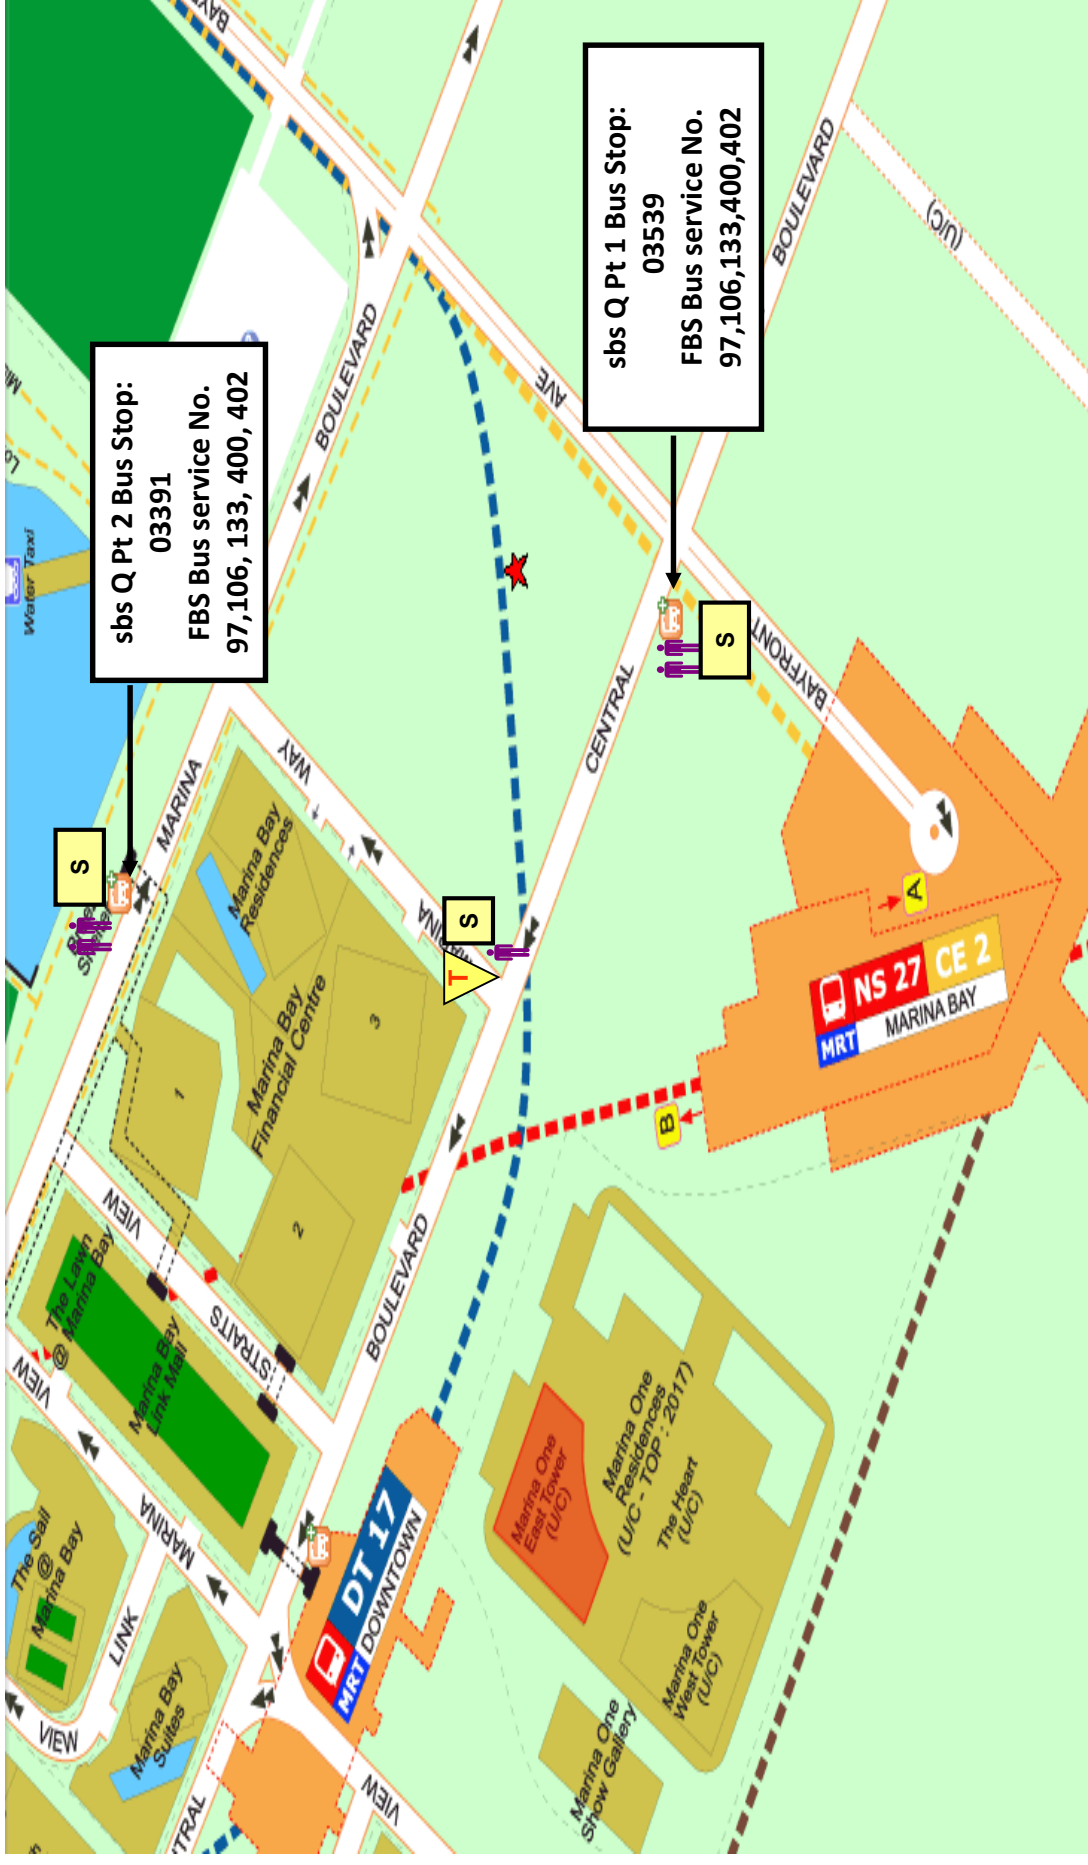 sbs Q Pt 2 Bus Stop:
03391
FBS Bus service No.
97,106, 133, 400, 402
sbs Q Pt 1 Bus Stop:
03539
FBS Bus service No.
97,106,133,400,402
Water Taxi
BOULEVARD
AVE
BOULEVARD
(U/C)
MARINA
WAY
Marina Bay
Residences
CENTRAL
BAYFRONT
S
S
S
T
Marina Bay
Financial Centre
1
2
3
A
B
NS 27
CE 2
MRT
MARINA BAY
VIEW
STRAITS
BOULEVARD
The Lawn
@
Marina Bay
Marina Bay
Link Mall
VIEW
MARINA
The Sail
@
Marina Bay
LINK
VIEW
Marina Bay
Suites
DT 17
MRT
DOWNTOWN
VIEW
Marina One
East Tower
(U/C)
Marina One
Residences
(U/C - TOP : 2017)
The Heart
(U/C)
Marina One
West Tower
(U/C)
Marina One
Show Gallery